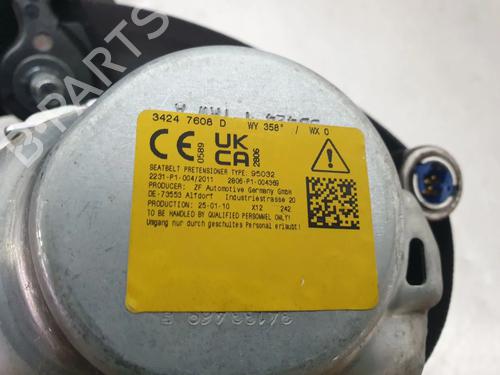 3424 7608 D WY 358° / WX 0
CE 0589 UK CA 2806
SEATBELT PRETENSIONER TYPE: 95032
2231-P1-004/2011 2806-P1-004369
PRODUCER: ZF Automotive Germany GmbH
DE-73553 Alfdorf Industriestrasse 20
PRODUCTION: 25-01-10 X12 242
TO BE HANDLED BY QUALIFIED PERSONNEL ONLY!
Umgang nur durch geschultes Personal erlaubt!
34133469
B-PARTS